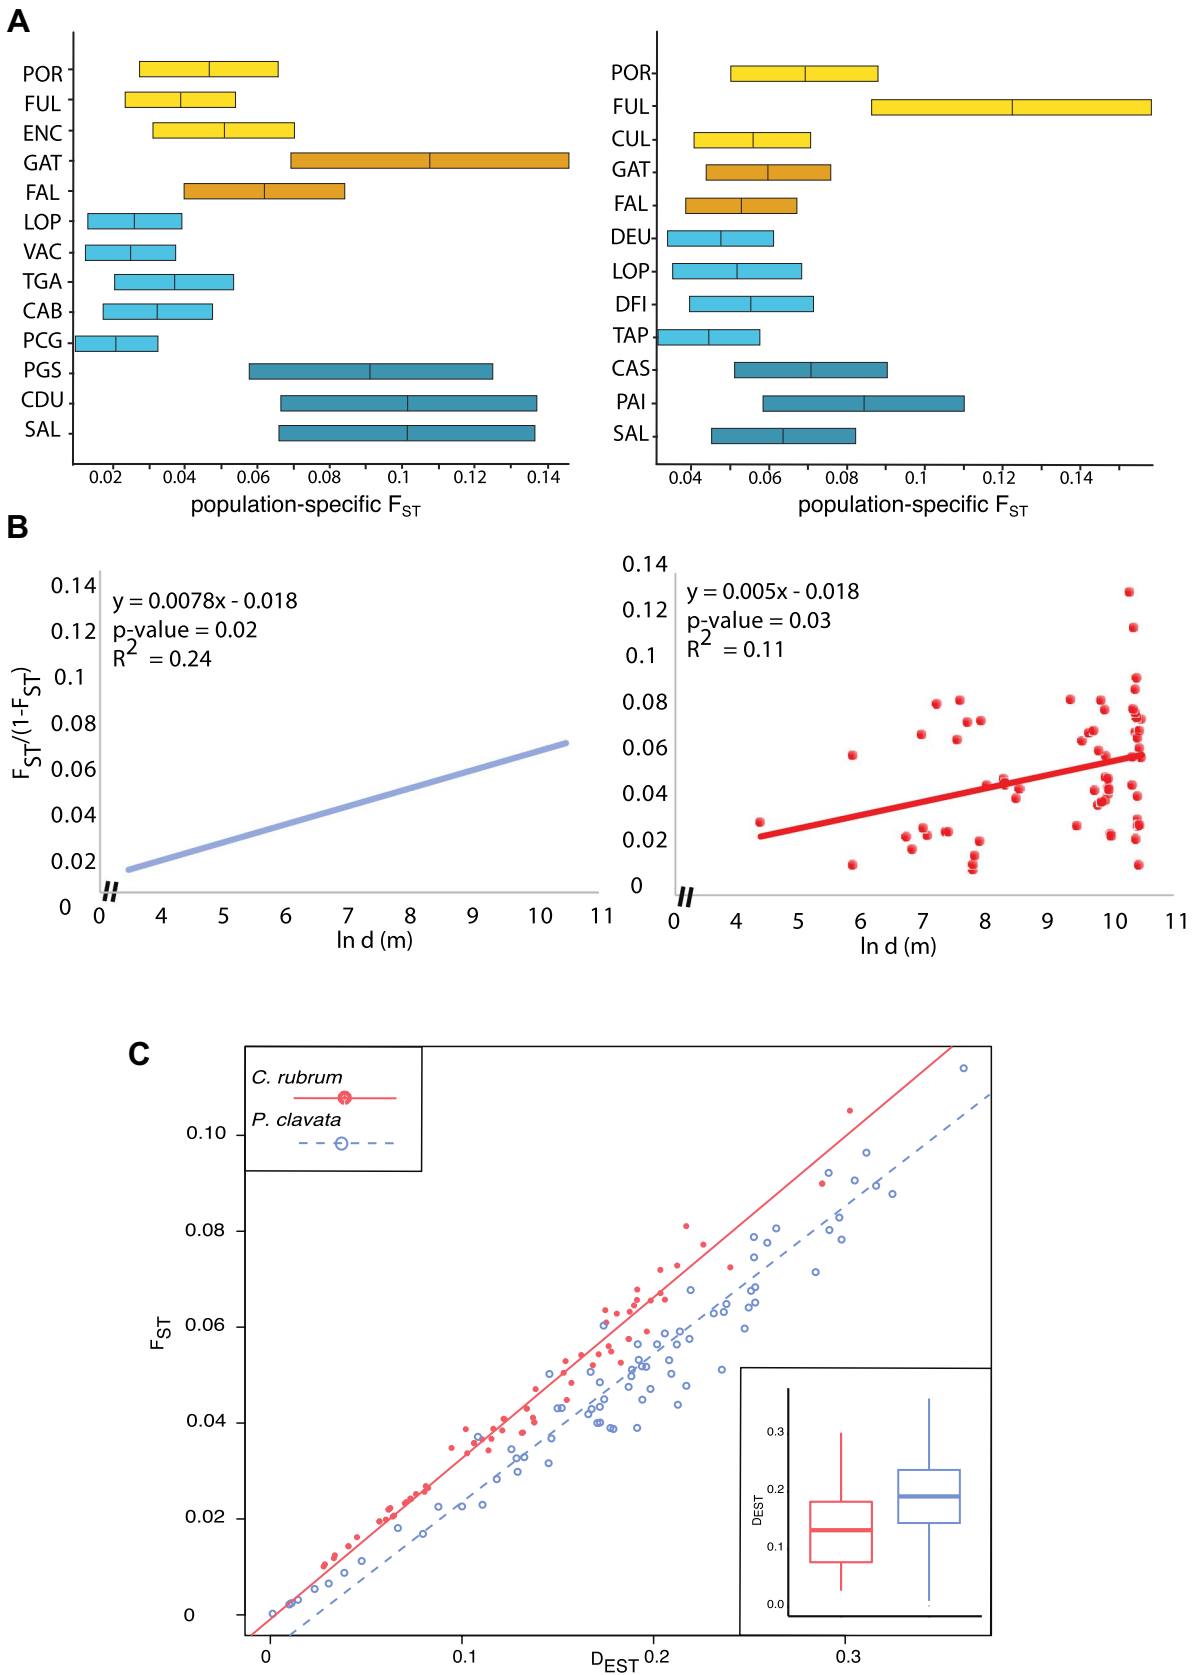 A
POR
FUL
ENC
GAT
FAL
LOP
VAC
TGA
CAB
PCG
PGS
CDU
SAL
0.02 0.04 0.06 0.08 0.1 0.12 0.14
population-specific FST
POR
FUL
CUL
GAT
FAL
DEU
LOP
DFI
TAP
CAS
PAI
SAL
0.04 0.06 0.08 0.1 0.12 0.14
population-specific FST
B
FST/(1-FST)
0.14
0.12
0.1
0.08
0.06
0.04
0.02
0
y = 0.0078x - 0.018
p-value = 0.02
R2 = 0.24
0 4 5 6 7 8 9 10 11
ln d (m)
0.14
0.12
0.1
0.08
0.06
0.04
0.02
0
y = 0.005x - 0.018
p-value = 0.03
R2 = 0.11
0 4 5 6 7 8 9 10 11
ln d (m)
C
C. rubrum
P. clavata
FST
0.10
0.08
0.06
0.04
0.02
0
0 0.1 0.2 0.3
DEST
DEST
0.3
0.2
0.1
0.0